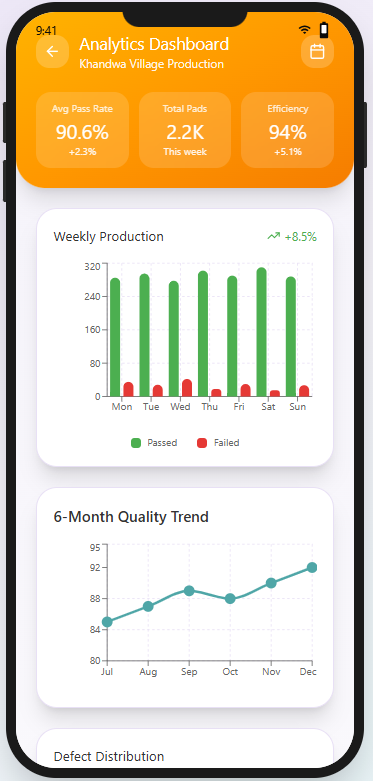 9:41
Analytics Dashboard
Khandwa Village Production
Avg Pass Rate
90.6%
+2.3%
Total Pads
2.2K
This week
Efficiency
94%
+5.1%
Weekly Production
+8.5%
320
240
160
80
0
Mon Tue Wed Thu Fri Sat Sun
Passed Failed
6-Month Quality Trend
95
92
88
84
80
Jul Aug Sep Oct Nov Dec
Defect Distribution